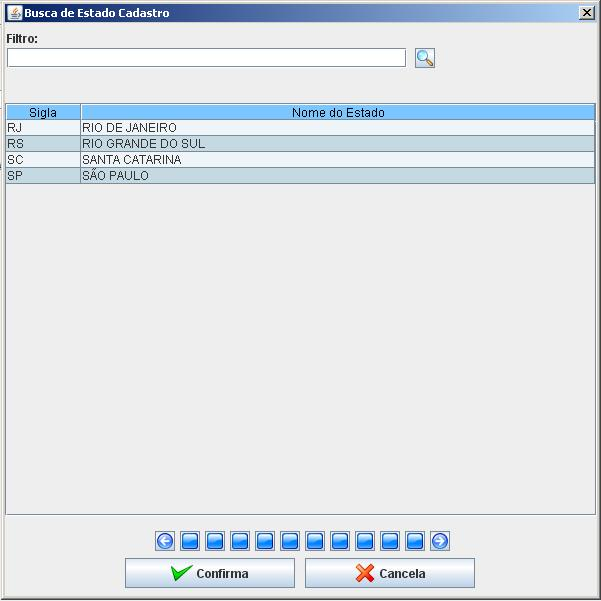 Busca de Estado Cadastro
Filtro:
Sigla Nome do Estado
RJ RIO DE JANEIRO
RS RIO GRANDE DO SUL
SC SANTA CATARINA
SP SÃO PAULO
Confirma Cancela